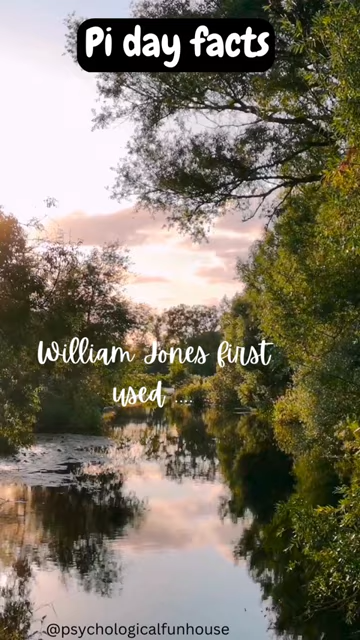 Pi day facts
William Jones first
used ....
@psychologicalfunhouse